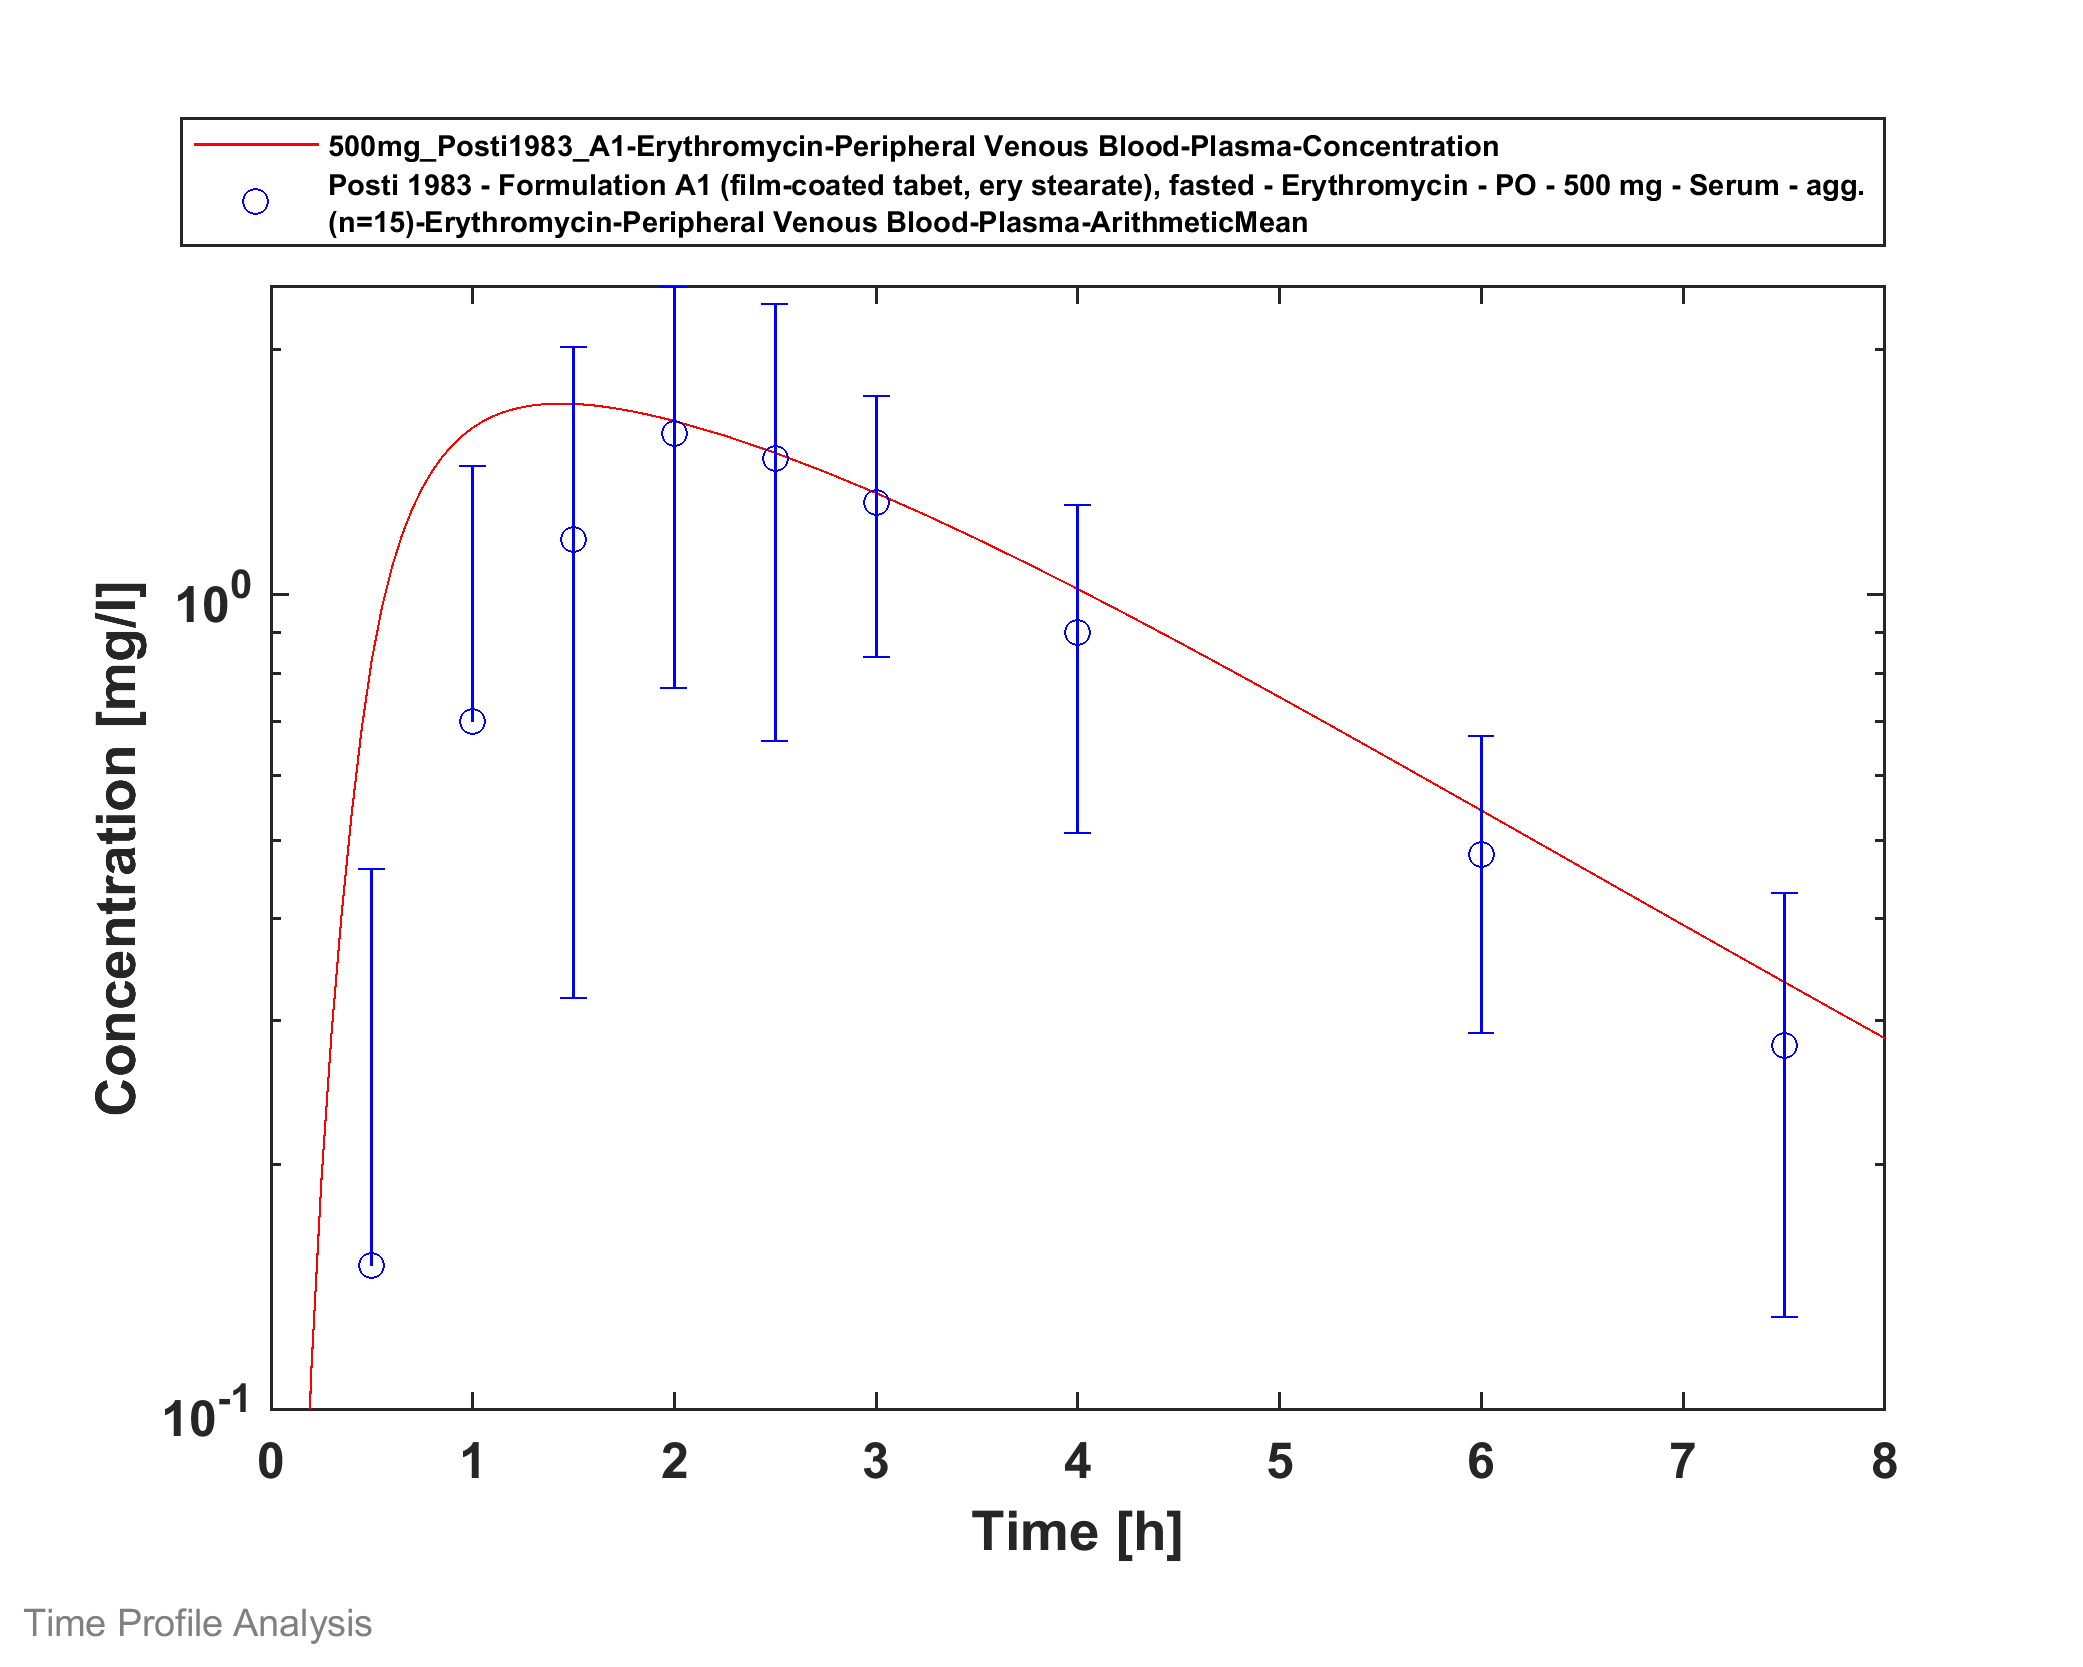 500mg_Posti1983_A1-Erythromycin-Peripheral Venous Blood-Plasma-Concentration
Posti 1983 - Formulation A1 (film-coated tabet, ery stearate), fasted - Erythromycin - PO - 500 mg - Serum - agg.
(n=15)-Erythromycin-Peripheral Venous Blood-Plasma-ArithmeticMean
Concentration [mg/l]
10^0
10^-1
0 1 2 3 4 5 6 7 8
Time [h]
Time Profile Analysis